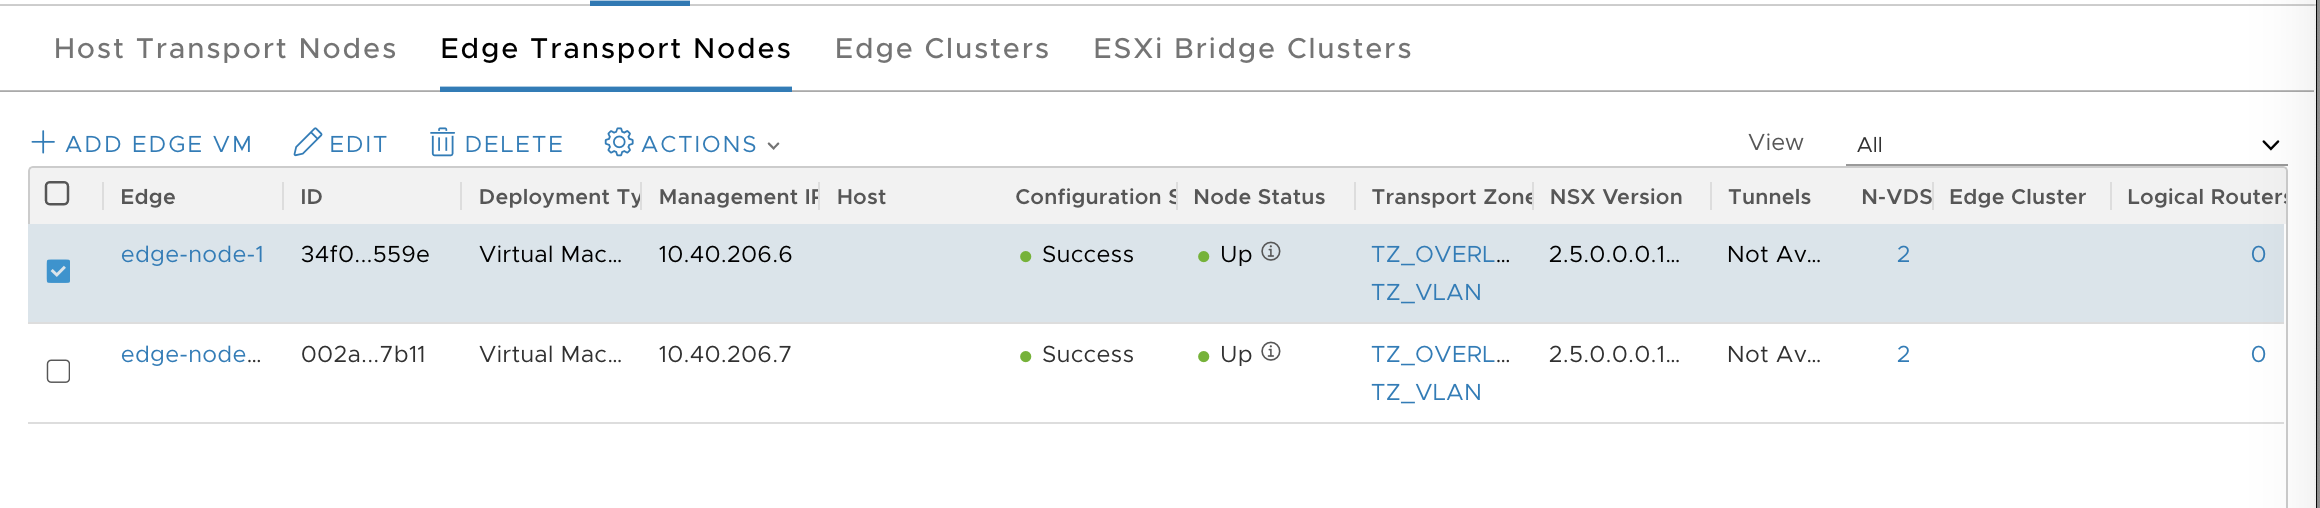 Host Transport Nodes Edge Transport Nodes Edge Clusters ESXi Bridge Clusters
ADD EDGE VM EDIT DELETE ACTIONS View All
Edge ID Deployment Ty Management IP Host Configuration S Node Status Transport Zone NSX Version Tunnels N-VDS Edge Cluster Logical Routers
edge-node-1 34f0...559e Virtual Mac... 10.40.206.6 Success Up TZ_OVERL... 2.5.0.0.0.1... Not Av... 2 0
TZ_VLAN
edge-node... 002a...7b11 Virtual Mac... 10.40.206.7 Success Up TZ_OVERL... 2.5.0.0.0.1... Not Av... 2 0
TZ_VLAN